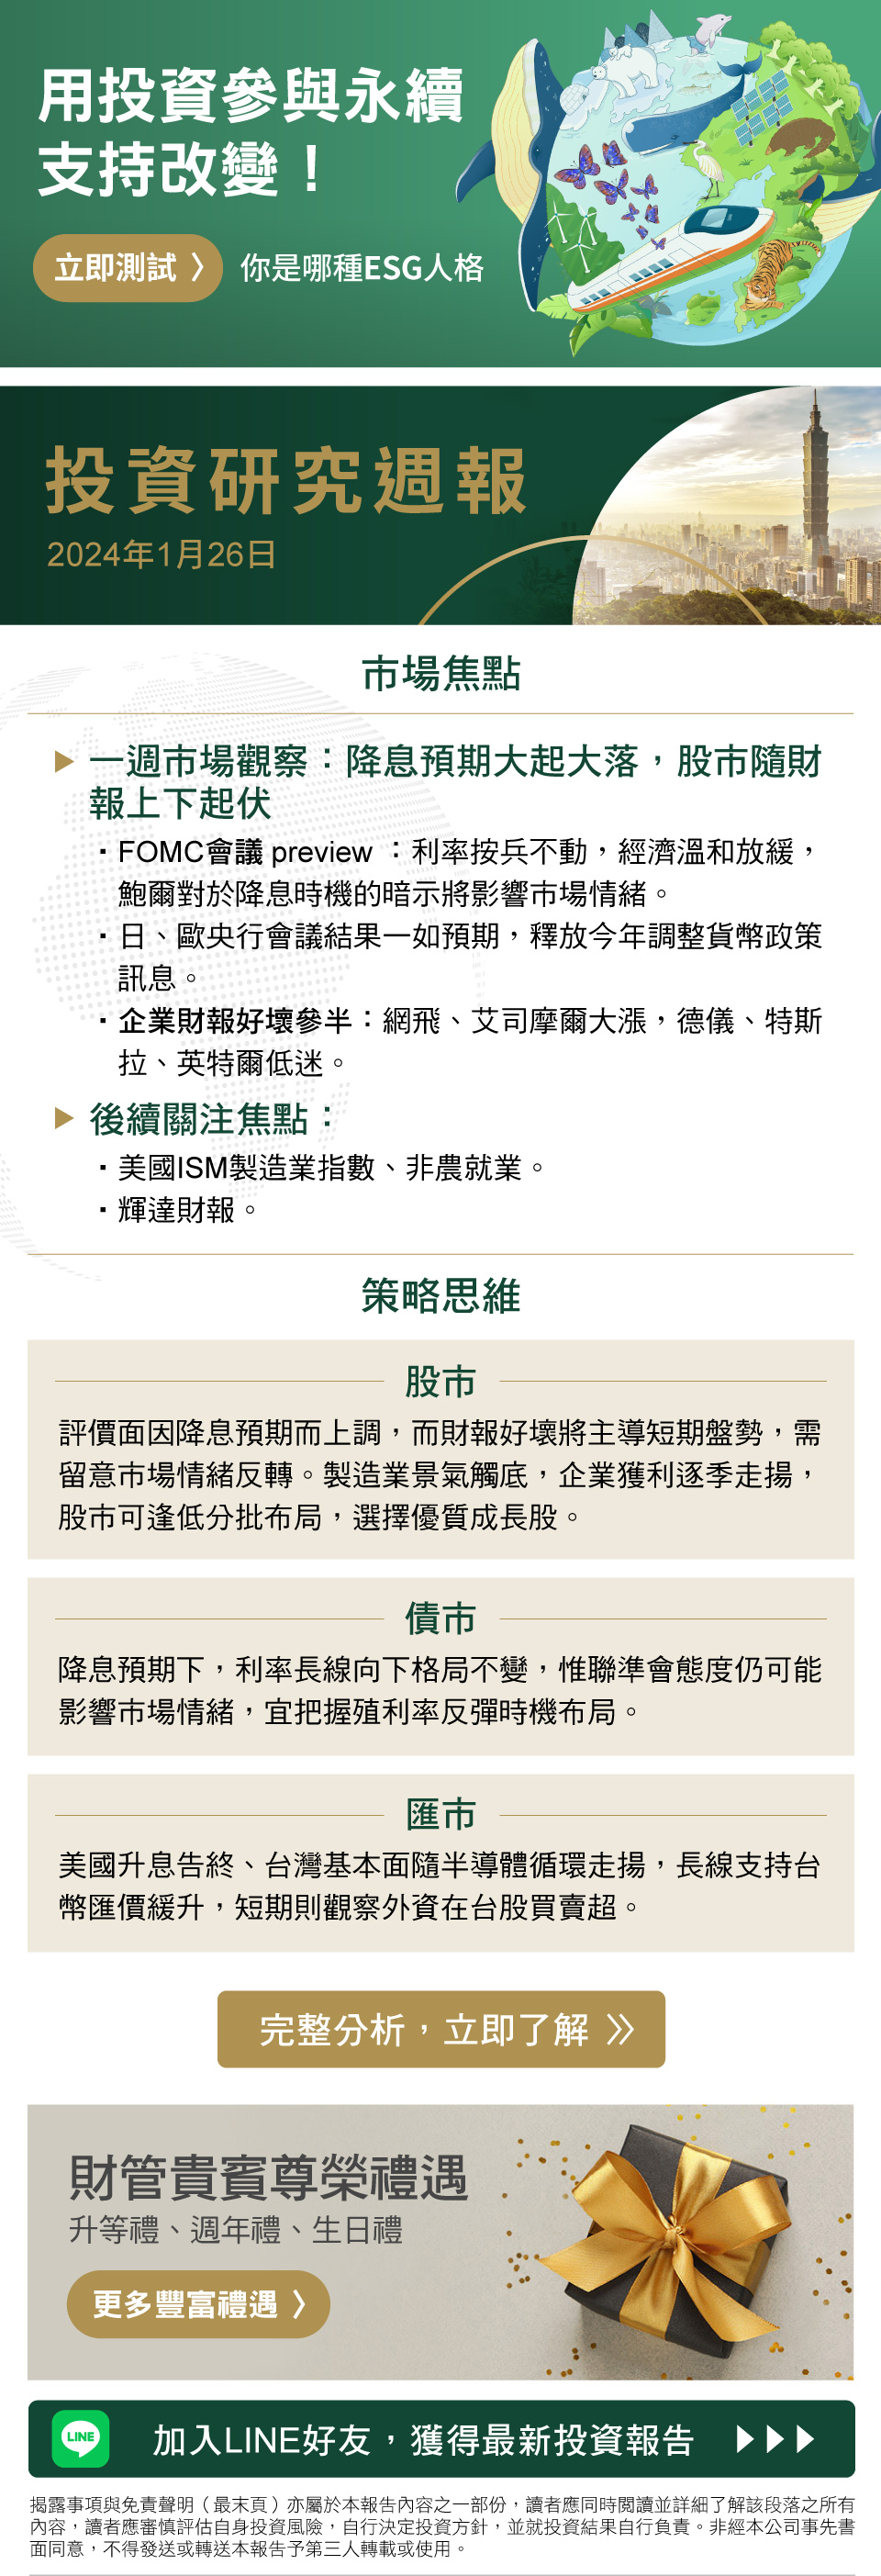 用投資參與永續
支持改變！
立即測試 〉 你是哪種ESG人格
投資研究週報
2024年1月26日
市場焦點
▶ 一週市場觀察：降息預期大起大落，股市隨財
報上下起伏
・FOMC會議 preview ：利率按兵不動，經濟溫和放緩，
鮑爾對於降息時機的暗示將影響市場情緒。
・日、歐央行會議結果一如預期，釋放今年調整貨幣政策
訊息。
・企業財報好壞參半：網飛、艾司摩爾大漲，德儀、特斯
拉、英特爾低迷。
▶ 後續關注焦點：
・美國ISM製造業指數、非農就業。
・輝達財報。
策略思維
股市
評價面因降息預期而上調，而財報好壞將主導短期盤勢，需
留意市場情緒反轉。製造業景氣觸底，企業獲利逐季走揚，
股市可逢低分批布局，選擇優質成長股。
債市
降息預期下，利率長線向下格局不變，惟聯準會態度仍可能
影響市場情緒，宜把握殖利率反彈時機布局。
匯市
美國升息告終、台灣基本面隨半導體循環走揚，長線支持台
幣匯價緩升，短期則觀察外資在台股買賣超。
完整分析，立即了解 》
財管貴賓尊榮禮遇
升等禮、週年禮、生日禮
更多豐富禮遇 〉
LINE 加入LINE好友，獲得最新投資報告 ▶▶▶
揭露事項與免責聲明（最末頁）亦屬於本報告內容之一部份，讀者應同時閱讀並詳細了解該段落之所有
內容，讀者應審慎評估自身投資風險，自行決定投資方針，並就投資結果自行負責。非經本公司事先書
面同意，不得發送或轉送本報告予第三人轉載或使用。